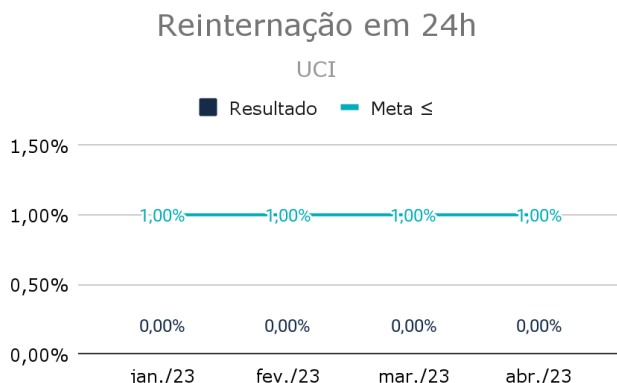 Reinternação em 24h
UCI
Resultado Meta ≤
1,50%
1,00% 1,00% 1,00% 1,00% 1,00%
0,50%
0,00% 0,00% 0,00% 0,00%
0,00%
jan./23 fev./23 mar./23 abr./23